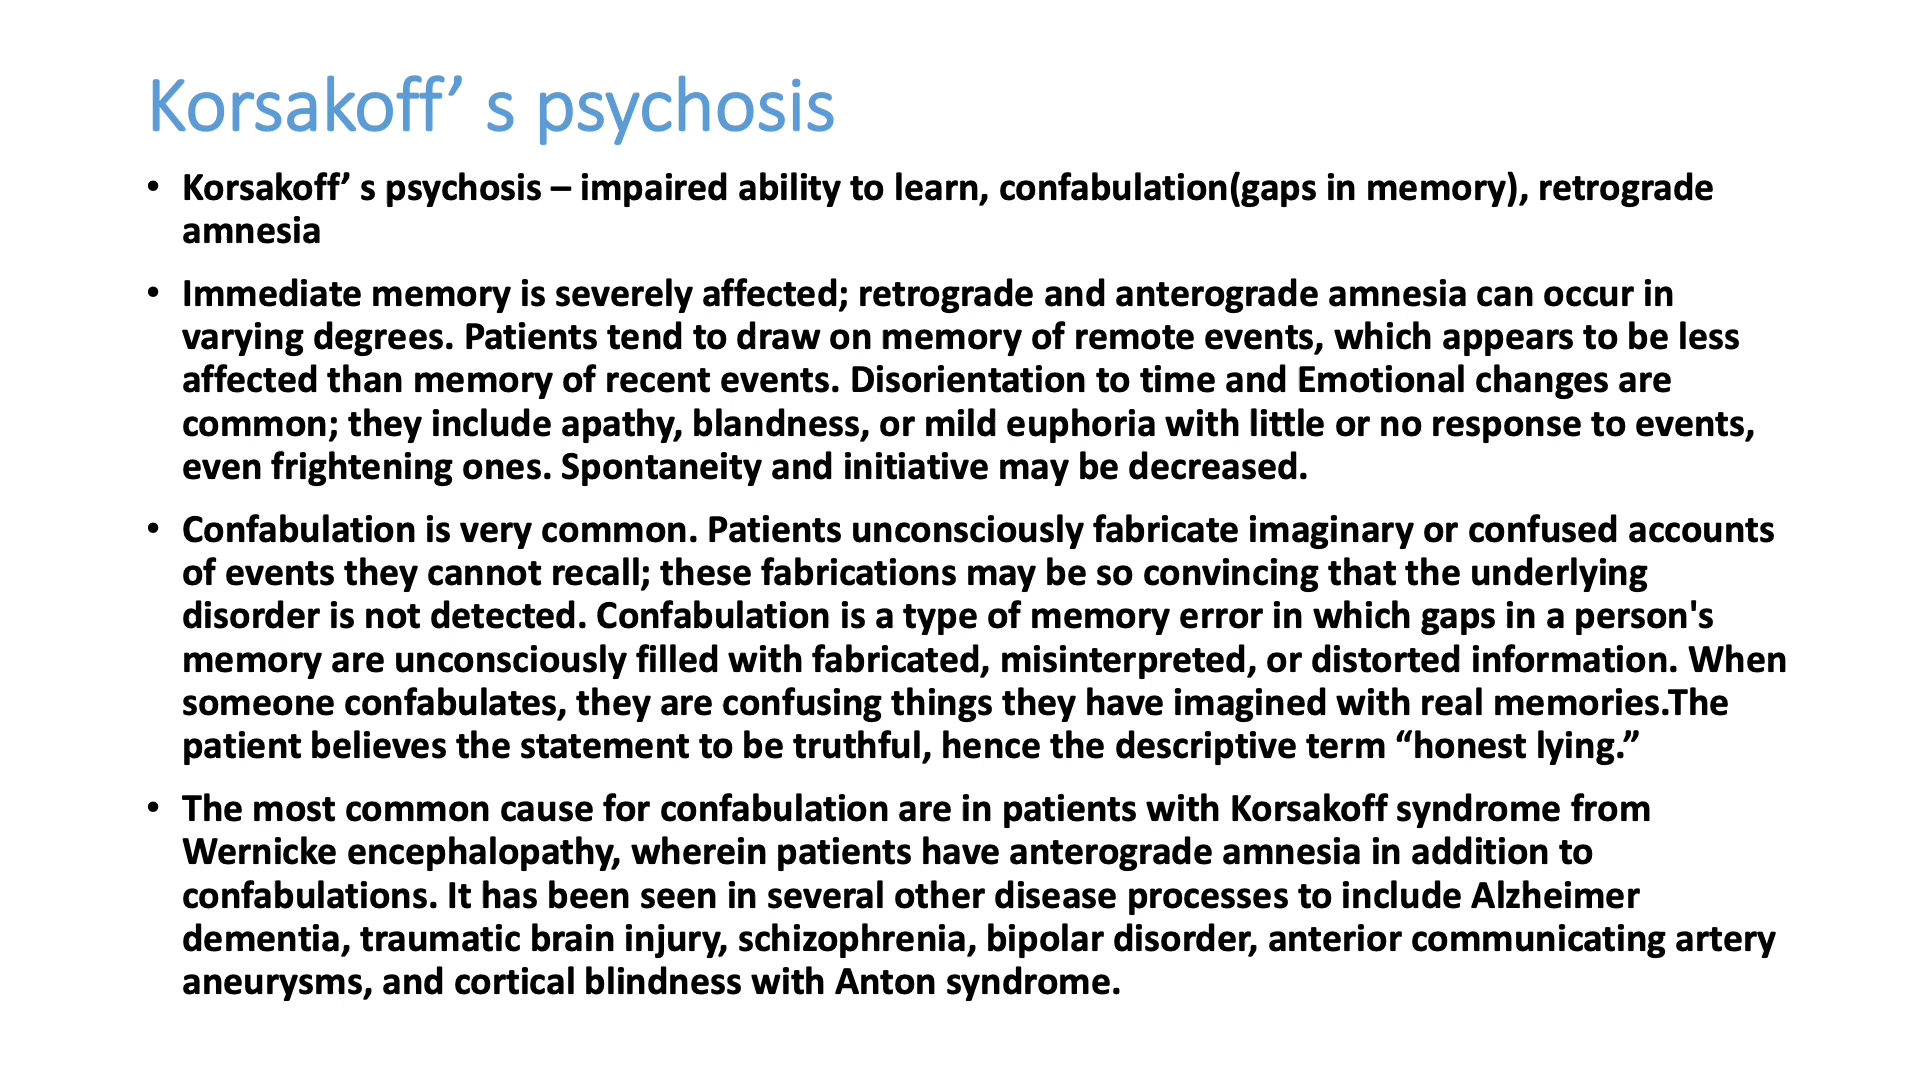 Korsakoff’ s psychosis
• Korsakoff’ s psychosis – impaired ability to learn, confabulation(gaps in memory), retrograde
amnesia
• Immediate memory is severely affected; retrograde and anterograde amnesia can occur in
varying degrees. Patients tend to draw on memory of remote events, which appears to be less
affected than memory of recent events. Disorientation to time and Emotional changes are
common; they include apathy, blandness, or mild euphoria with little or no response to events,
even frightening ones. Spontaneity and initiative may be decreased.
• Confabulation is very common. Patients unconsciously fabricate imaginary or confused accounts
of events they cannot recall; these fabrications may be so convincing that the underlying
disorder is not detected. Confabulation is a type of memory error in which gaps in a person's
memory are unconsciously filled with fabricated, misinterpreted, or distorted information. When
someone confabulates, they are confusing things they have imagined with real memories.The
patient believes the statement to be truthful, hence the descriptive term “honest lying.”
• The most common cause for confabulation are in patients with Korsakoff syndrome from
Wernicke encephalopathy, wherein patients have anterograde amnesia in addition to
confabulations. It has been seen in several other disease processes to include Alzheimer
dementia, traumatic brain injury, schizophrenia, bipolar disorder, anterior communicating artery
aneurysms, and cortical blindness with Anton syndrome.